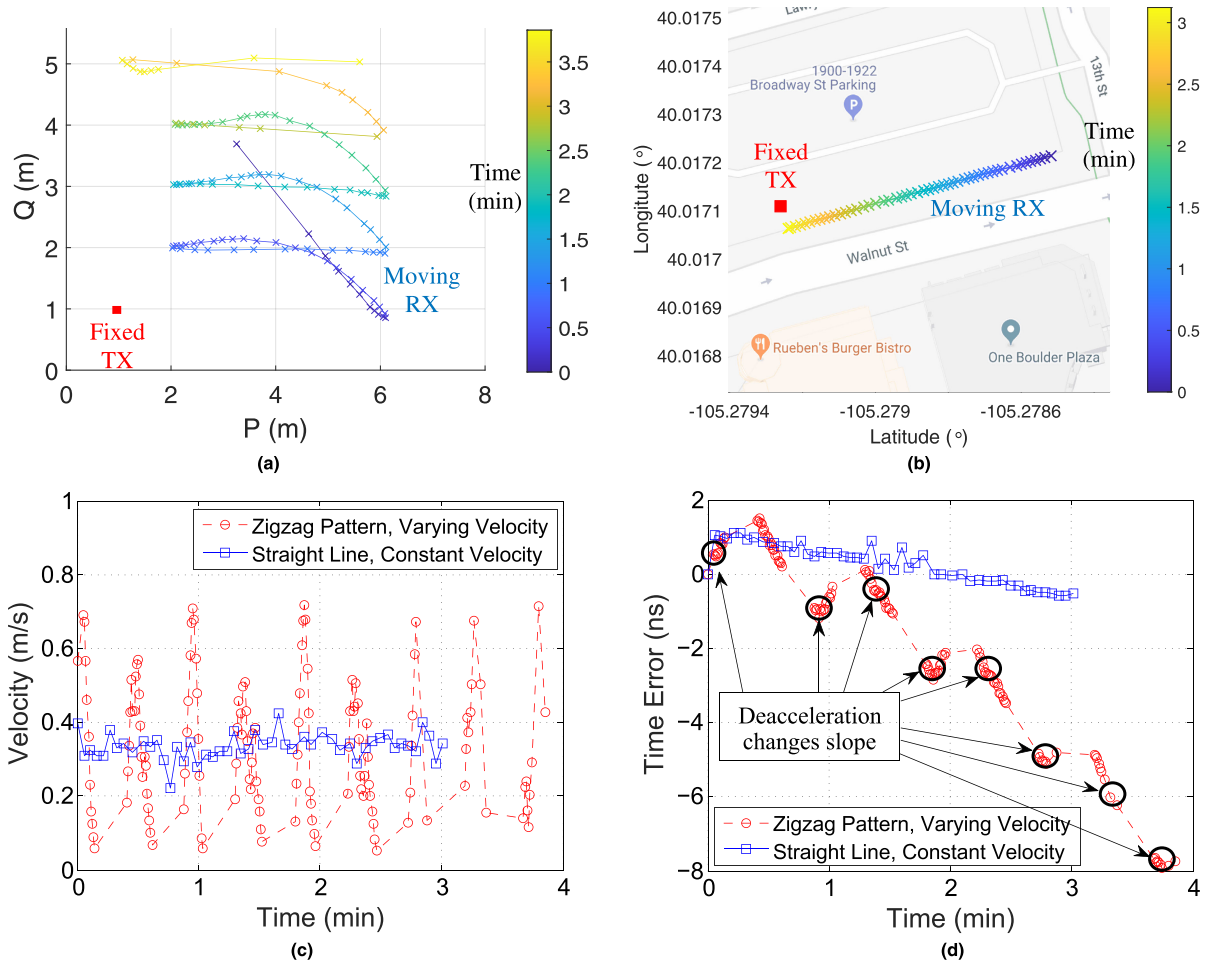 5
4
3
2
1
0
Q (m)
0
2
4
6
8
P (m)
Fixed
TX
Moving
RX
3.5
3
2.5
2
1.5
1
0.5
0
Time
(min)
(a)
40.0175
40.0174
40.0173
40.0172
40.0171
40.017
40.0169
40.0168
Longitute (°)
Lawry
1900-1922
Broadway St Parking
P
13th St
Fixed
TX
Moving RX
Walnut St
Rueben's Burger Bistro
One Boulder Plaza
-105.2794
-105.279
-105.2786
Latitude (°)
Time
(min)
3
2.5
2
1.5
1
0.5
0
(b)
1
0.8
0.6
0.4
0.2
0
Velocity (m/s)
Zigzag Pattern, Varying Velocity
Straight Line, Constant Velocity
0
1
2
3
4
Time (min)
(c)
2
0
−2
−4
−6
−8
Time Error (ns)
Deacceleration
changes slope
Zigzag Pattern, Varying Velocity
Straight Line, Constant Velocity
0
1
2
3
4
Time (min)
(d)